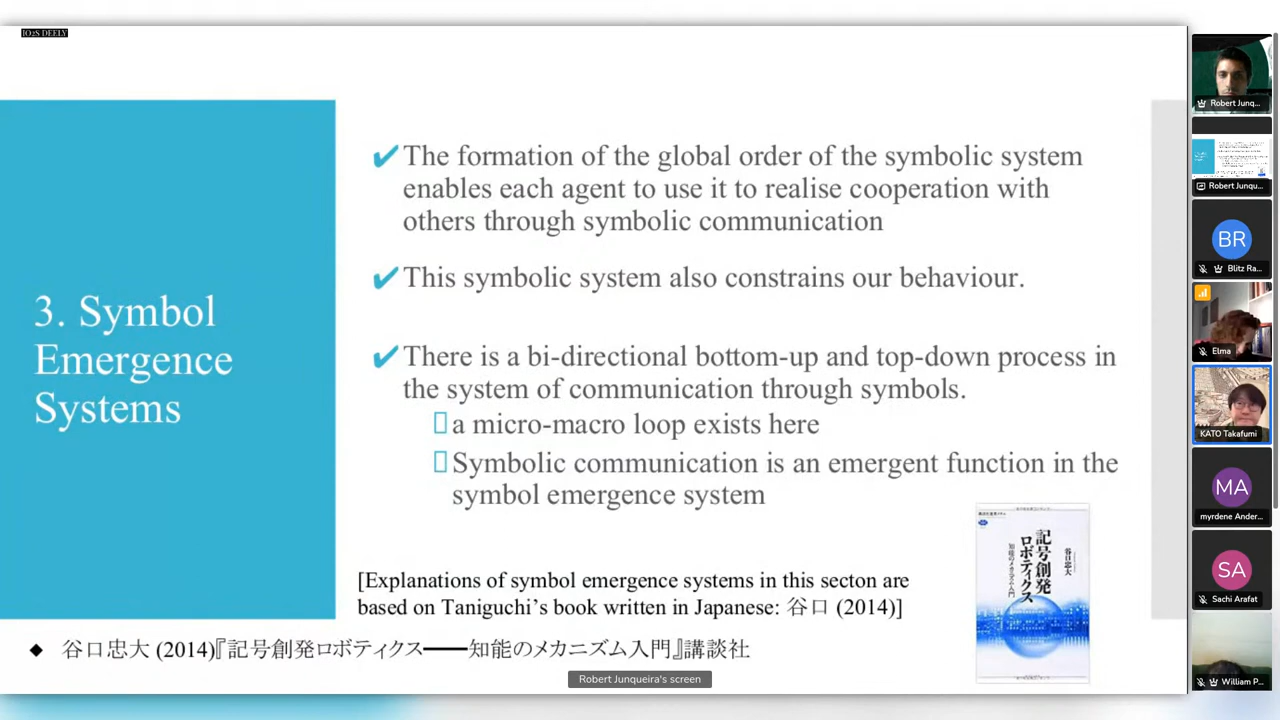 IO2S DEELY
3. Symbol
Emergence
Systems
✔The formation of the global order of the symbolic system
enables each agent to use it to realise cooperation with
others through symbolic communication
✔This symbolic system also constrains our behaviour.
✔There is a bi-directional bottom-up and top-down process in
the system of communication through symbols.
a micro-macro loop exists here
Symbolic communication is an emergent function in the
symbol emergence system
[Explanations of symbol emergence systems in this secton are
based on Taniguchi's book written in Japanese: 谷口 (2014)]
◆ 谷口忠大 (2014)『記号創発ロボティクス――知能のメカニズム入門』講談社
記号創発
ロボティクス
知能のメカニズム入門
谷口忠大
Robert Junqueira's screen
Robert Junq...
Robert Junqu...
BR
Blitz Ra...
Elma
KATO Takafumi
MA
myrdene Ander...
SA
Sachi Arafat
William P...